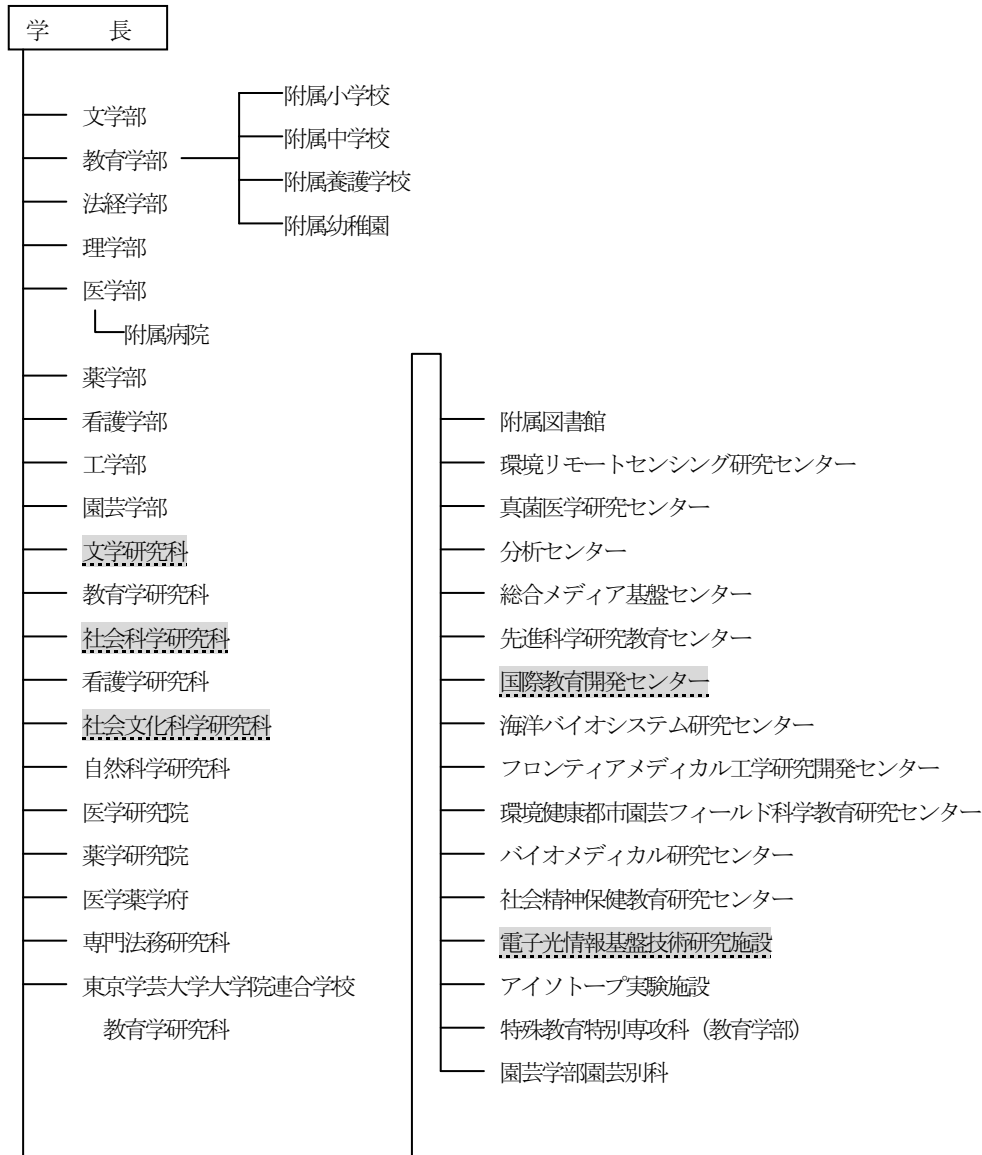 学　　長
文学部
教育学部
附属小学校
附属中学校
附属養護学校
附属幼稚園
法経学部
理学部
医学部
附属病院
薬学部
看護学部
工学部
園芸学部
文学研究科
教育学研究科
社会科学研究科
看護学研究科
社会文化科学研究科
自然科学研究科
医学研究院
薬学研究院
医学薬学府
専門法務研究科
東京学芸大学大学院連合学校
教育学研究科
附属図書館
環境リモートセンシング研究センター
真菌医学研究センター
分析センター
総合メディア基盤センター
先進科学研究教育センター
国際教育開発センター
海洋バイオシステム研究センター
フロンティアメディカル工学研究開発センター
環境健康都市園芸フィールド科学教育研究センター
バイオメディカル研究センター
社会精神保健教育研究センター
電子光情報基盤技術研究施設
アイソトープ実験施設
特殊教育特別専攻科（教育学部）
園芸学部園芸別科